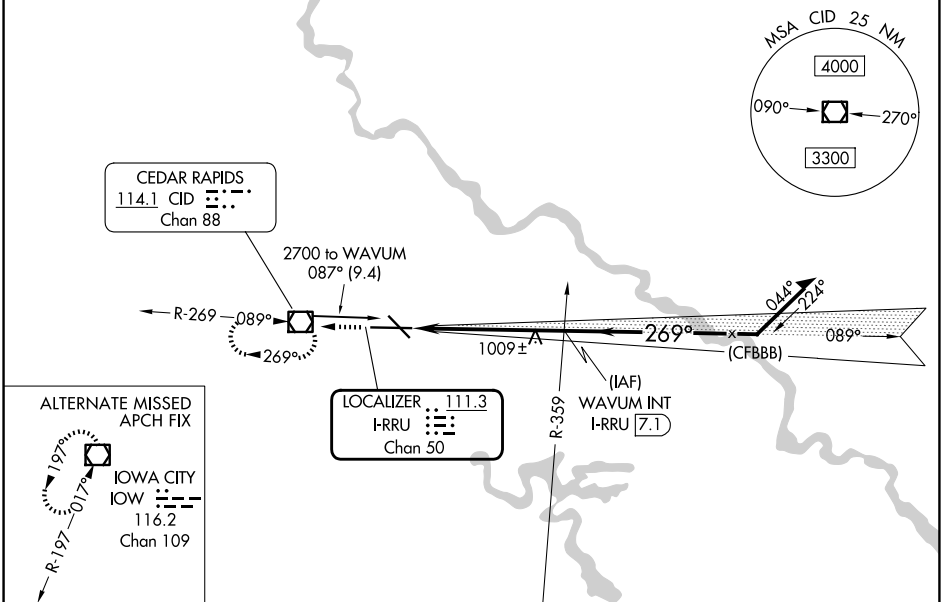 MSA CID 25 NM
4000
090°
270°
3300
CEDAR RAPIDS
114.1 CID
Chan 88
2700 to WAVUM
087° (9.4)
R-269
089°
269°
1009±
269°
x
044°
224°
089°
(CFBBB)
(IAF)
WAVUM INT
I-RRU 7.1
R-359
LOCALIZER 111.3
I-RRU
Chan 50
ALTERNATE MISSED
APCH FIX
197°
017°
R-197
IOWA CITY
IOW
116.2
Chan 109